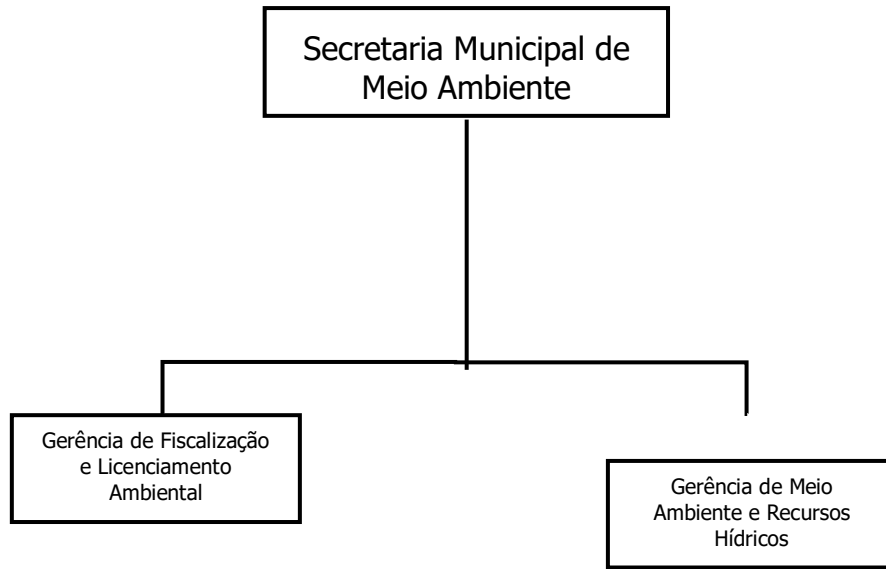 Secretaria Municipal de
Meio Ambiente
Gerência de Fiscalização
e Licenciamento
Ambiental
Gerência de Meio
Ambiente e Recursos
Hídricos